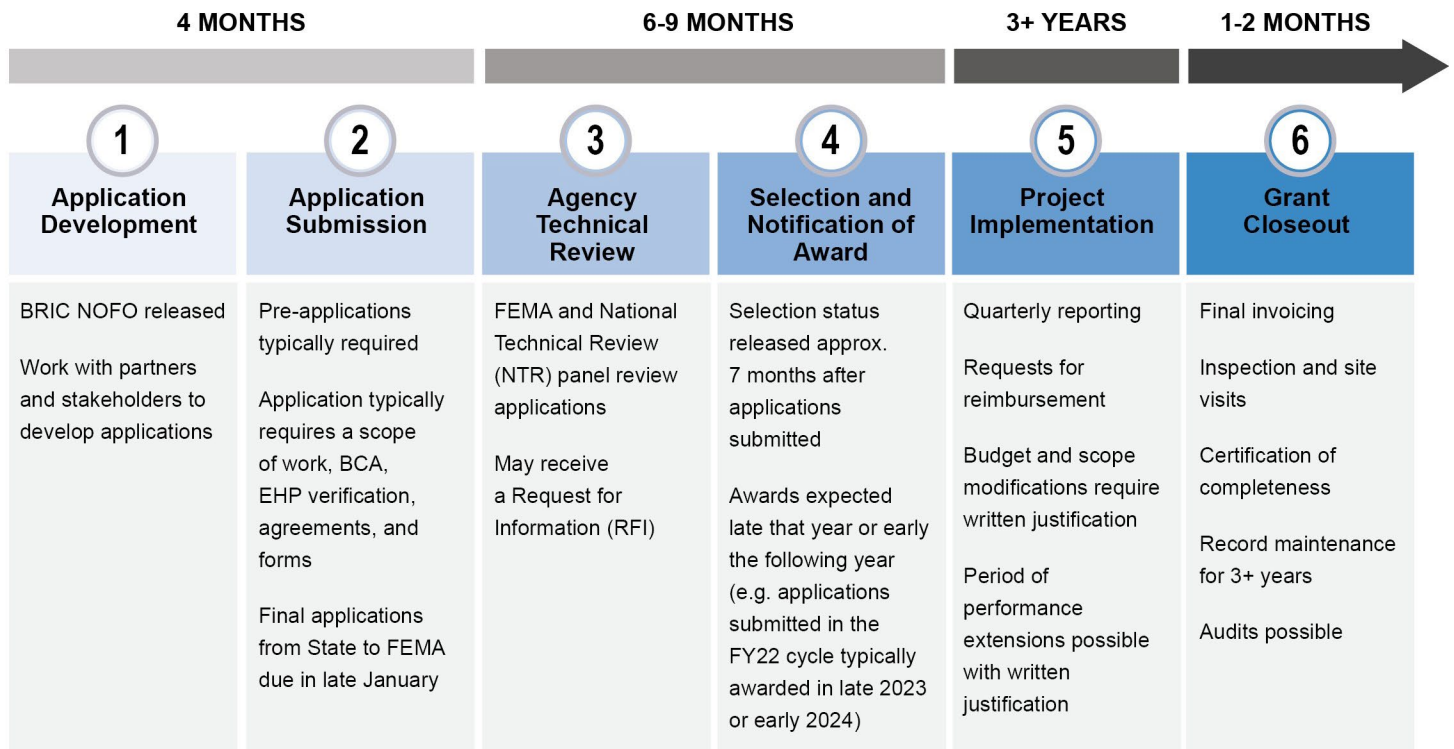 4 MONTHS
6-9 MONTHS
3+ YEARS
1-2 MONTHS
1
Application
Development
BRIC NOFO released
Work with partners
and stakeholders to
develop applications
2
Application
Submission
Pre-applications
typically required
Application typically
requires a scope
of work, BCA,
EHP verification,
agreements, and
forms
Final applications
from State to FEMA
due in late January
3
Agency
Technical
Review
FEMA and National
Technical Review
(NTR) panel review
applications
May receive
a Request for
Information (RFI)
4
Selection and
Notification of
Award
Selection status
released approx.
7 months after
applications
submitted
Awards expected
late that year or early
the following year
(e.g. applications
submitted in the
FY22 cycle typically
awarded in late 2023
or early 2024)
5
Project
Implementation
Quarterly reporting
Requests for
reimbursement
Budget and scope
modifications require
written justification
Period of
performance
extensions possible
with written
justification
6
Grant
Closeout
Final invoicing
Inspection and site
visits
Certification of
completeness
Record maintenance
for 3+ years
Audits possible